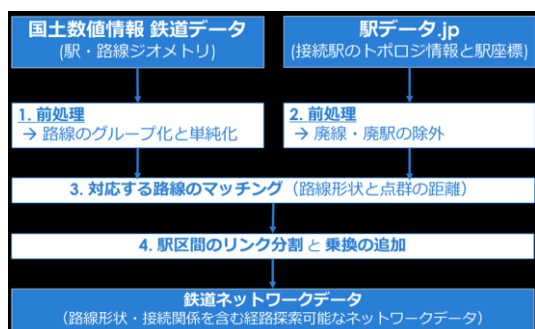 国土数値情報 鉄道データ
(駅・路線ジオメトリ)
駅データ.jp
(接続駅のトポロジ情報と駅座標)
1. 前処理
→ 路線のグループ化と単純化
2. 前処理
→ 廃線・廃駅の除外
3. 対応する路線のマッチング（路線形状と点群の距離）
4. 駅区間のリンク分割 と 乗換の追加
鉄道ネットワークデータ
（路線形状・接続関係を含む経路探索可能なネットワークデータ）